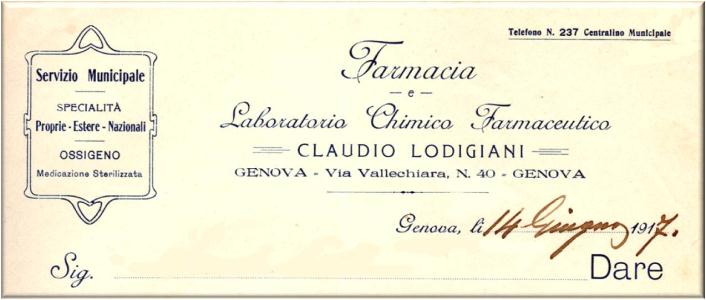 Telefono N. 237 Centralino Municipale
Servizio Municipale
SPECIALITÀ
Proprie - Estere - Nazionali
OSSIGENO
Medicazione Sterilizzata
Farmacia
- e -
Laboratorio Chimico Farmaceutico
CLAUDIO LODIGIANI
GENOVA - Via Vallechiara, N. 40 - GENOVA
Genova, li 14 Giugno 1917.
Sig. Dare